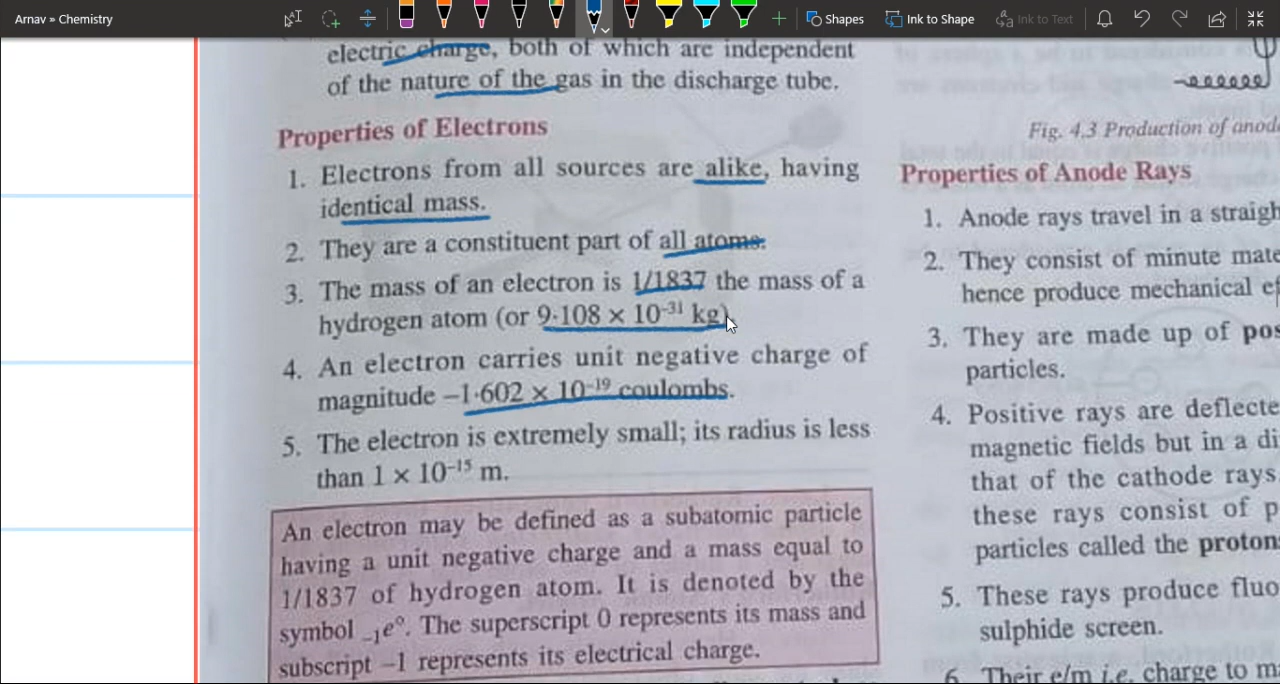 Arnav » Chemistry
Shapes
Ink to Shape
Ink to Text
electric charge, both of which are independent
of the nature of the gas in the discharge tube.
Properties of Electrons
1. Electrons from all sources are alike, having
identical mass.
2. They are a constituent part of all atoms.
3. The mass of an electron is 1/1837 the mass of a
hydrogen atom (or 9·108 × 10⁻³¹ kg).
4. An electron carries unit negative charge of
magnitude –1·602 × 10⁻¹⁹ coulombs.
5. The electron is extremely small; its radius is less
than 1 × 10⁻¹⁵ m.
An electron may be defined as a subatomic particle
having a unit negative charge and a mass equal to
1/1837 of hydrogen atom. It is denoted by the
symbol ₋₁e⁰. The superscript 0 represents its mass and
subscript –1 represents its electrical charge.
Fig. 4.3 Production of anod
Properties of Anode Rays
1. Anode rays travel in a straigh
2. They consist of minute mate
hence produce mechanical ef
3. They are made up of pos
particles.
4. Positive rays are deflecte
magnetic fields but in a di
that of the cathode rays.
these rays consist of p
particles called the proton
5. These rays produce fluo
sulphide screen.
6. Their e/m i.e. charge to m